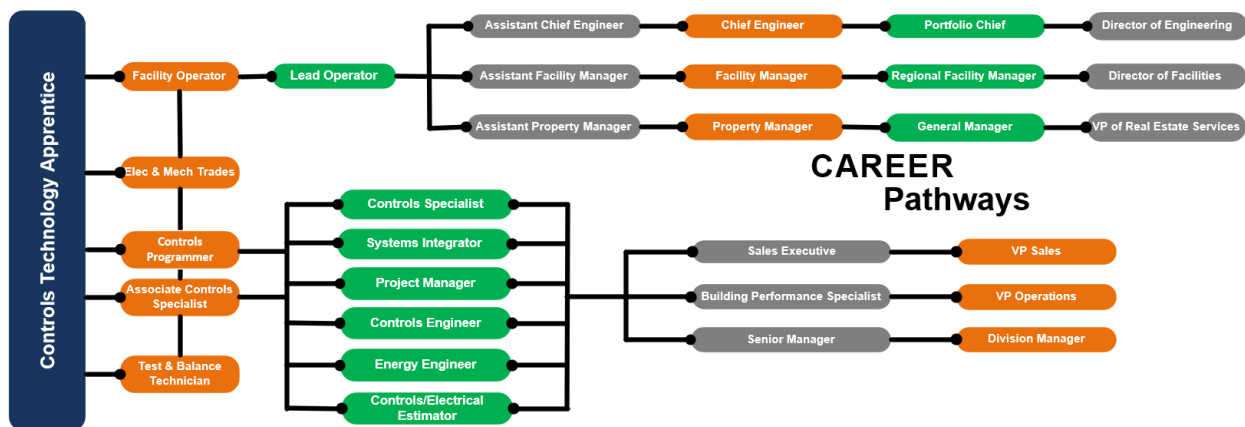 Controls Technology Apprentice
Assistant Chief Engineer
Chief Engineer
Portfolio Chief
Director of Engineering
Facility Operator
Lead Operator
Assistant Facility Manager
Facility Manager
Regional Facility Manager
Director of Facilities
Assistant Property Manager
Property Manager
General Manager
VP of Real Estate Services
CAREER
Pathways
Elec & Mech Trades
Controls
Programmer
Associate Controls
Specialist
Test & Balance
Technician
Controls Specialist
Systems Integrator
Project Manager
Controls Engineer
Energy Engineer
Controls/Electrical
Estimator
Sales Executive
VP Sales
Building Performance Specialist
VP Operations
Senior Manager
Division Manager